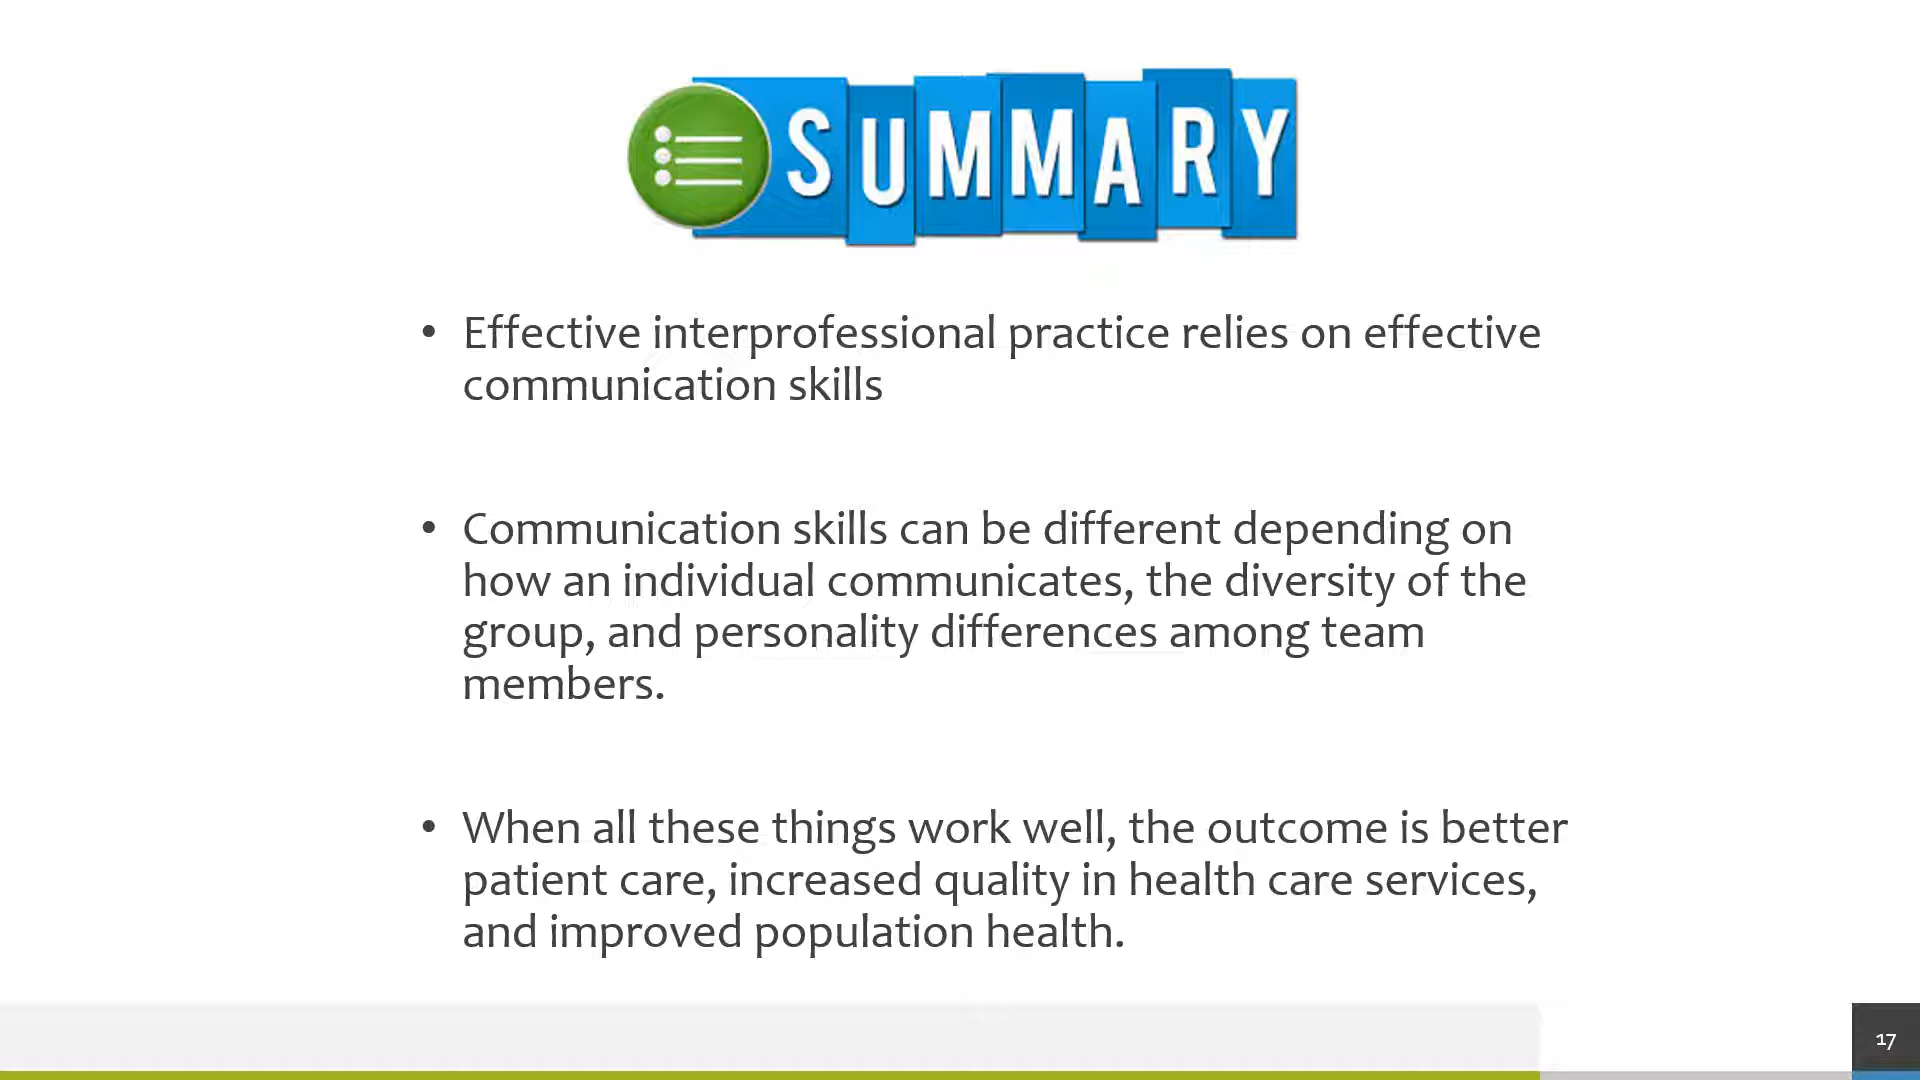 SUMMARY
• Effective interprofessional practice relies on effective
communication skills
• Communication skills can be different depending on
how an individual communicates, the diversity of the
group, and personality differences among team
members.
• When all these things work well, the outcome is better
patient care, increased quality in health care services,
and improved population health.
17